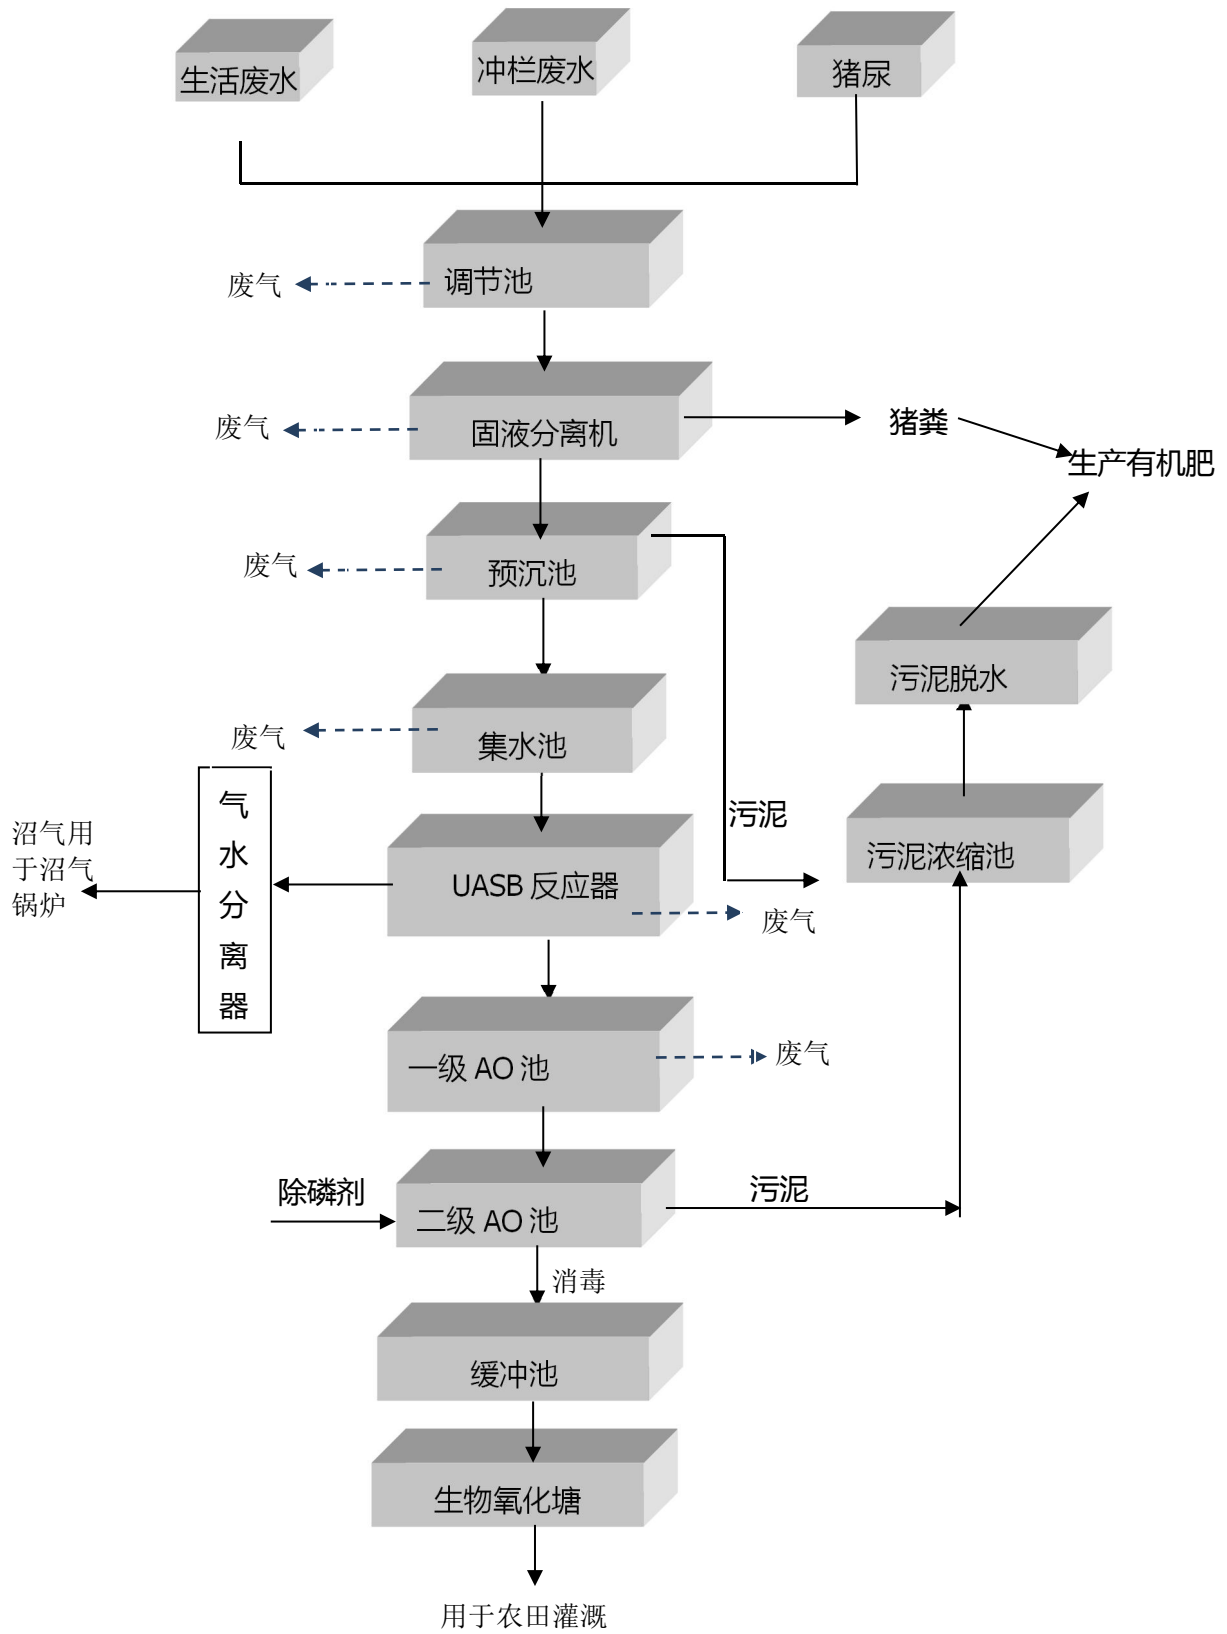 生活废水
冲栏废水
猪尿
调节池
废气
固液分离机
废气
猪粪
生产有机肥
预沉池
废气
污泥脱水
集水池
废气
气
水
分
离
器
沼气用
于沼气
锅炉
污泥
污泥浓缩池
UASB 反应器
废气
一级 AO 池
废气
除磷剂
二级 AO 池
污泥
消毒
缓冲池
生物氧化塘
用于农田灌溉